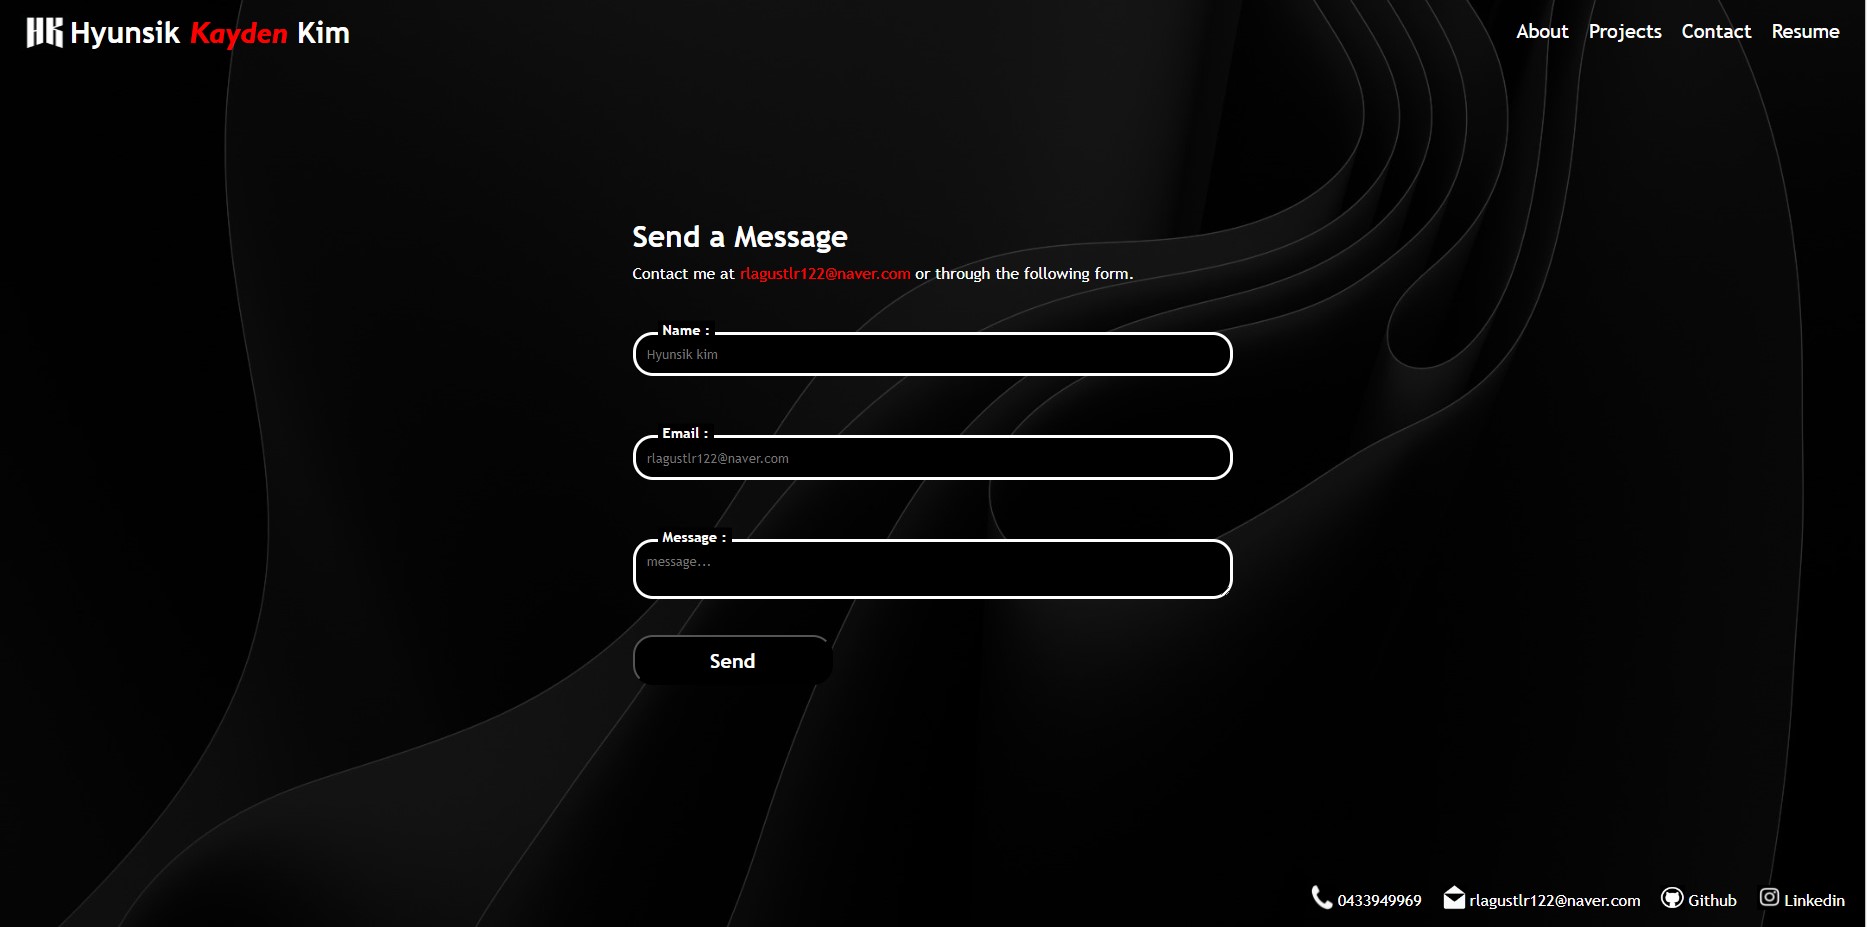 HK Hyunsik Kayden Kim
About Projects Contact Resume
Send a Message
Contact me at rlagustlr122@naver.com or through the following form.
Name :
Hyunsik kim
Email :
rlagustlr122@naver.com
Message :
message...
Send
0433949969 rlagustlr122@naver.com Github Linkedin